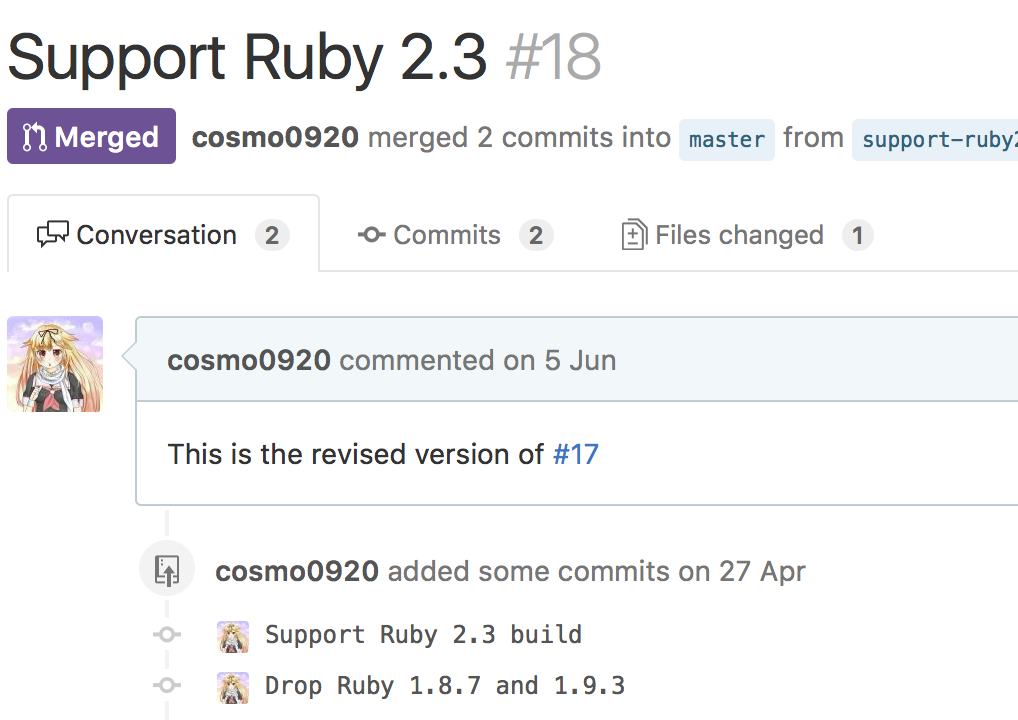 Support Ruby 2.3 #18
Merged cosmo0920 merged 2 commits into master from support-ruby2
Conversation 2 Commits 2 Files changed 1
cosmo0920 commented on 5 Jun
This is the revised version of #17
cosmo0920 added some commits on 27 Apr
Support Ruby 2.3 build
Drop Ruby 1.8.7 and 1.9.3